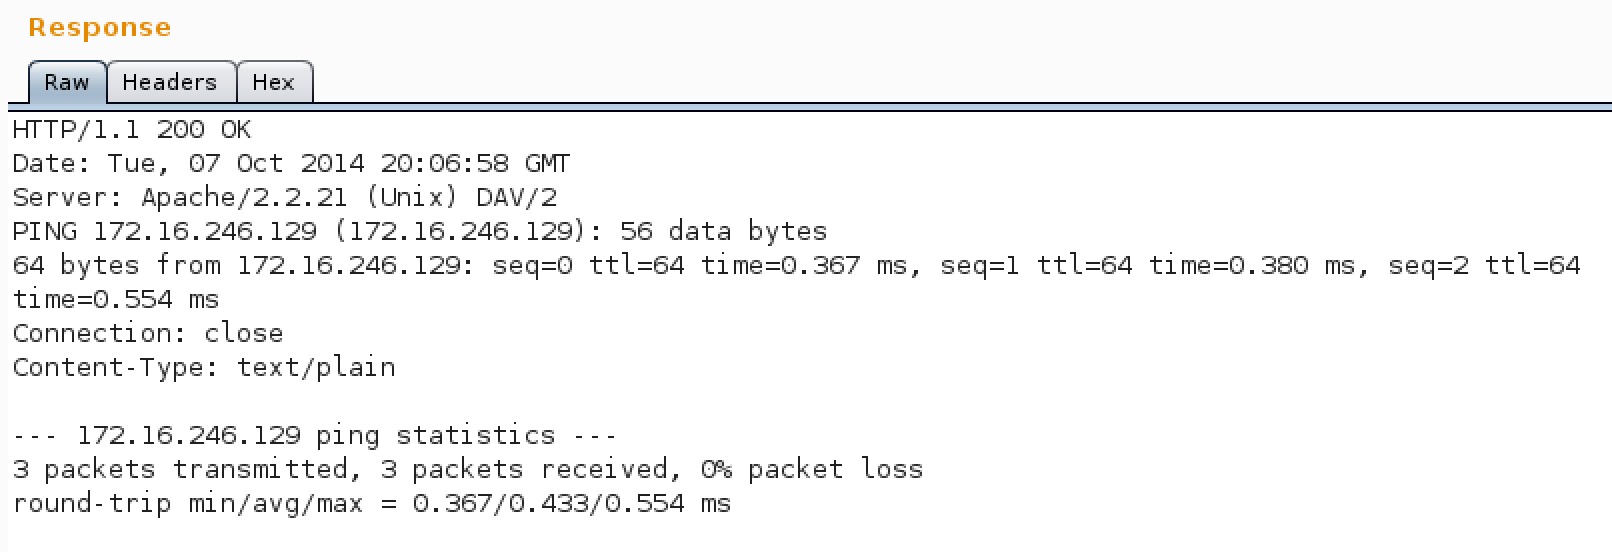 Response
Raw Headers Hex
HTTP/1.1 200 OK
Date: Tue, 07 Oct 2014 20:06:58 GMT
Server: Apache/2.2.21 (Unix) DAV/2
PING 172.16.246.129 (172.16.246.129): 56 data bytes
64 bytes from 172.16.246.129: seq=0 ttl=64 time=0.367 ms, seq=1 ttl=64 time=0.380 ms, seq=2 ttl=64
time=0.554 ms
Connection: close
Content-Type: text/plain

--- 172.16.246.129 ping statistics ---
3 packets transmitted, 3 packets received, 0% packet loss
round-trip min/avg/max = 0.367/0.433/0.554 ms